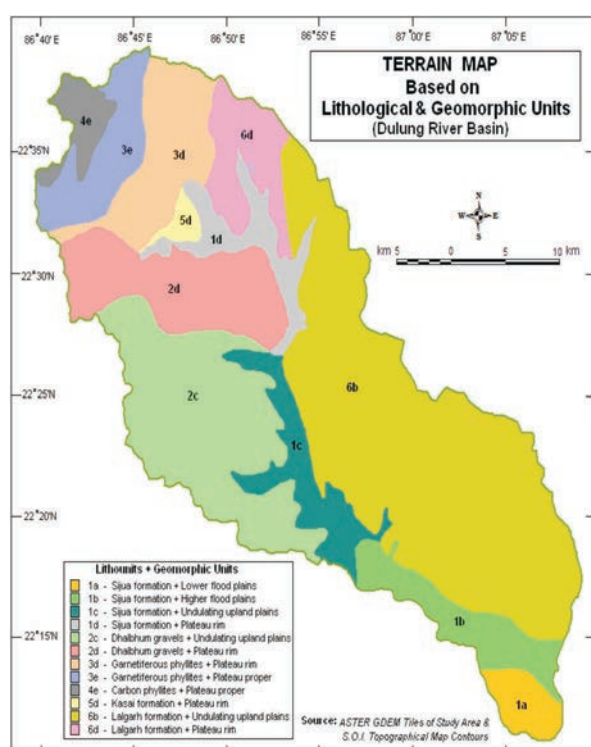 86°40'E 86°45'E 86°50'E 86°55'E 87°00'E 87°05'E
TERRAIN MAP
Based on
Lithological & Geomorphic Units
(Dulung River Basin)
4e
6d
22°35'N
3e
3d
5d
1d
N
W E
S
km 5 0 5 10 km
22°30'N
2d
22°25'N
2c
6b
1c
22°20'N
Lithounits + Geomorphic Units
1a - Sijua formation + Lower flood plains
1b - Sijua formation + Higher flood plains
1c - Sijua formation + Undulating upland plains
1d - Sijua formation + Plateau rim
2c - Dhalbhum gravels + Undulating upland plains
2d - Dhalbhum gravels + Plateau rim
3d - Garnetiferous phyllites + Plateau rim
3e - Garnetiferous phyllites + Plateau proper
4e - Carbon phyllites + Plateau proper
5d - Kasai formation + Plateau rim
6b - Lalgarh formation + Undulating upland plains
6d - Lalgarh formation + Plateau rim
22°15'N
1b
1a
Source: ASTER GDEM Tiles of Study Area &
S.O.I. Topographical Map Contours